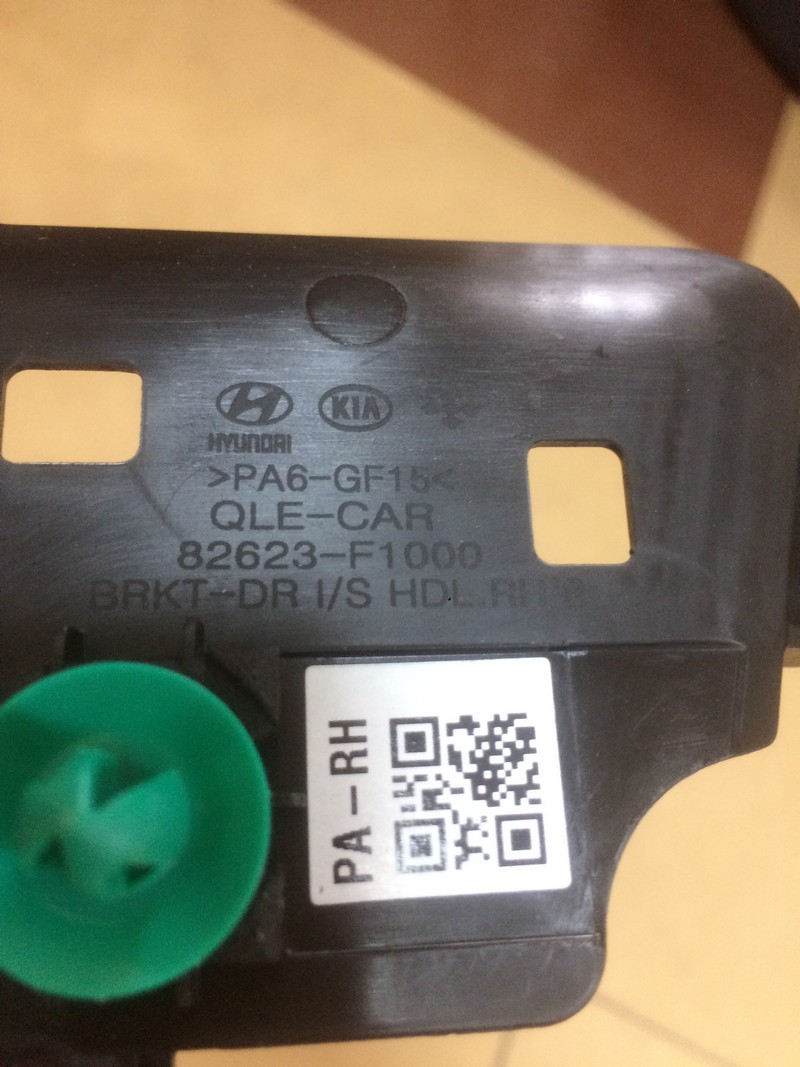 HYUNDAI
KIA
>PA6-GF15<
QLE-CAR
82623-F1000
BRKT-DR I/S HDL.RH
PA-RH